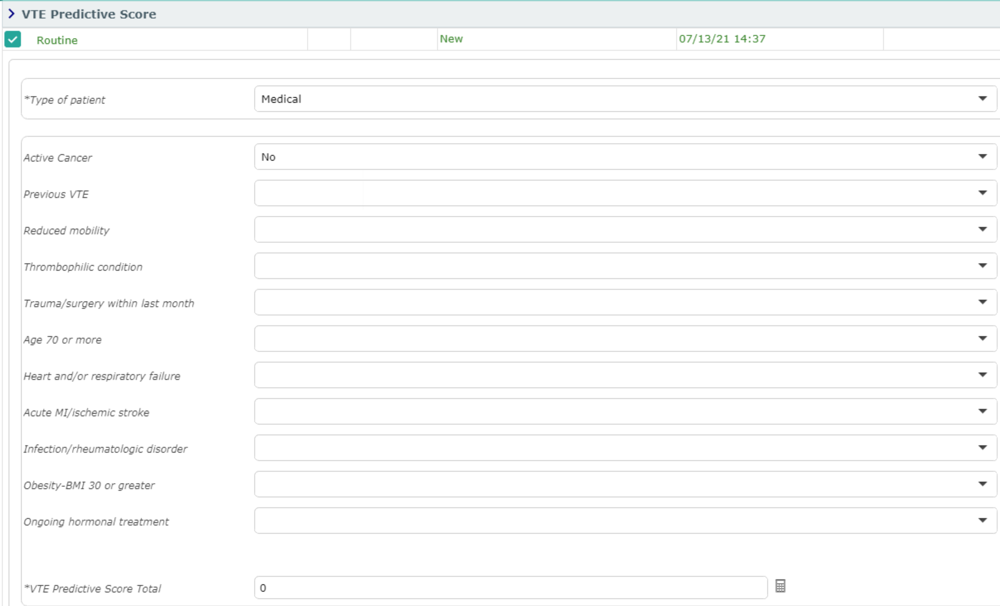 VTE Predictive Score
Routine New 07/13/21 14:37
*Type of patient Medical
Active Cancer No
Previous VTE
Reduced mobility
Thrombophilic condition
Trauma/surgery within last month
Age 70 or more
Heart and/or respiratory failure
Acute MI/ischemic stroke
Infection/rheumatologic disorder
Obesity-BMI 30 or greater
Ongoing hormonal treatment
*VTE Predictive Score Total 0